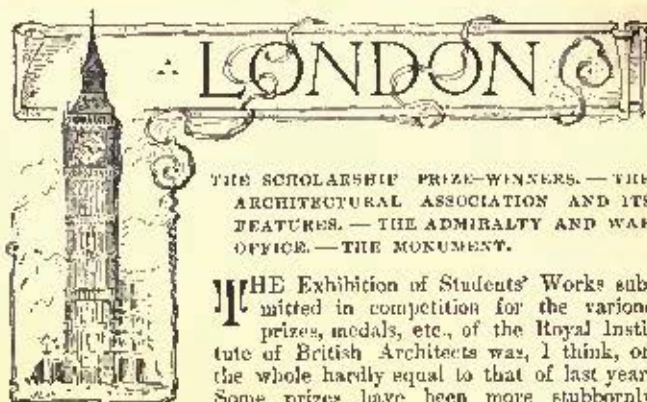 LONDON
THE SCHOLARSHIP PRIZE-WINNERS. — THE
ARCHITECTURAL ASSOCIATION AND ITS
FEATURES. — THE ADMIRALTY AND WAR
OFFICE. — THE MONUMENT.
THE Exhibition of Students' Works sub-
mitted in competition for the various
prizes, medals, etc., of the Royal Insti
tute of British Architects was, I think, on
the whole hardly equal to that of last year
Some prizes have been more stubbornly